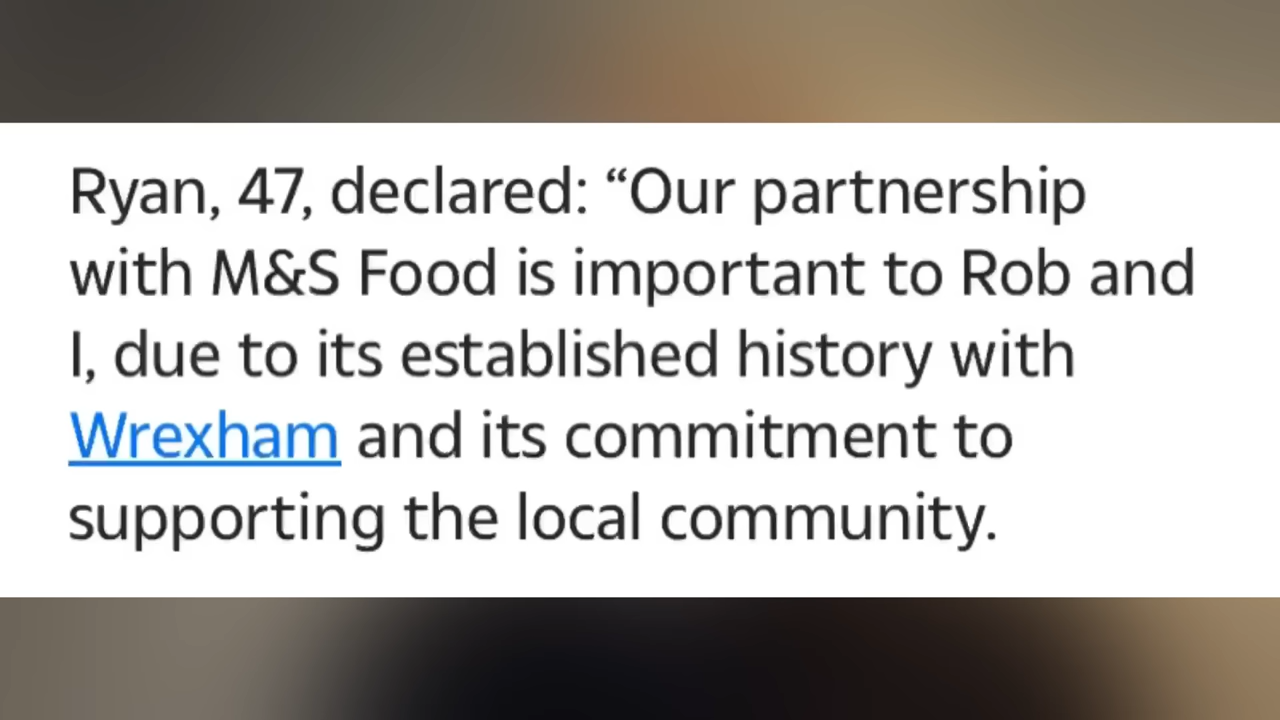 Ryan, 47, declared: “Our partnership
with M&S Food is important to Rob and
I, due to its established history with
Wrexham and its commitment to
supporting the local community.